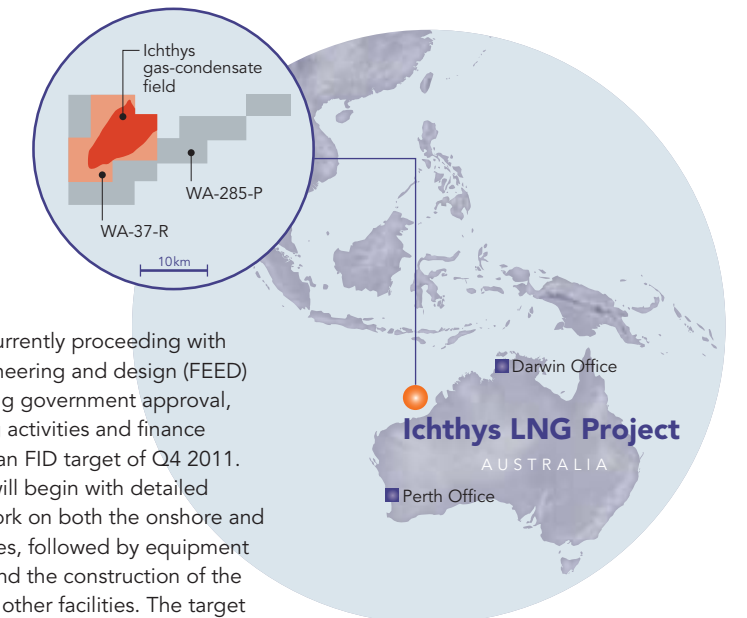 Ichthys
gas-condensate
field
WA-285-P
WA-37-R
10km
urrently proceeding with
neering and design (FEED)
ng government approval,
activities and finance
an FID target of Q4 2011.
will begin with detailed
ork on both the onshore and
es, followed by equipment
nd the construction of the
other facilities. The target
Darwin Office
Ichthys LNG Project
AUSTRALIA
Perth Office